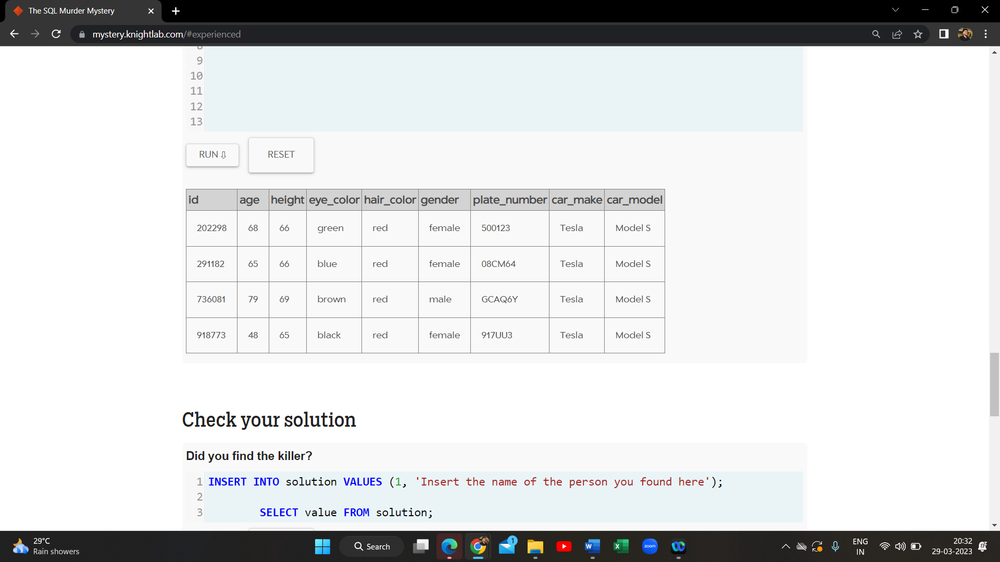 The SQL Murder Mystery
mystery.knightlab.com/#experienced
8
9
10
11
12
13
RUN ⇩ RESET
id age height eye_color hair_color gender plate_number car_make car_model
202298 68 66 green red female 500123 Tesla Model S
291182 65 66 blue red female 08CM64 Tesla Model S
736081 79 69 brown red male GCAQ6Y Tesla Model S
918773 48 65 black red female 917UU3 Tesla Model S
Check your solution
Did you find the killer?
1 INSERT INTO solution VALUES (1, 'Insert the name of the person you found here');
2
3 SELECT value FROM solution;
29°C
Rain showers
Search
1
W
X
zoom
ENG
IN
20:32
29-03-2023